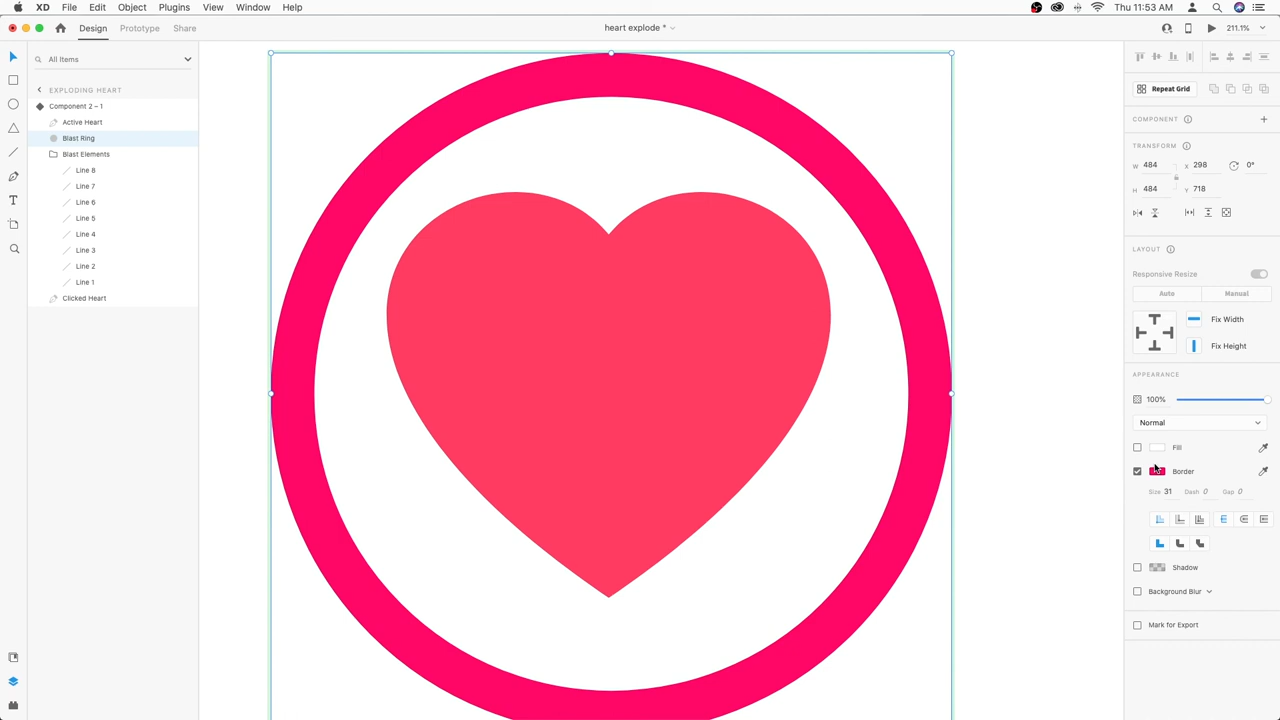 XD File Edit Object Plugins View Window Help Thu 11:53 AM
Design Prototype Share heart explode * 211.1%
All Items
EXPLODING HEART
Component 2 – 1
Active Heart
Blast Ring
Blast Elements
Line 8
Line 7
Line 6
Line 5
Line 4
Line 3
Line 2
Line 1
Clicked Heart
Repeat Grid
COMPONENT
TRANSFORM
W 484 X 298 0°
H 484 Y 718
LAYOUT
Responsive Resize
Auto Manual
Fix Width
Fix Height
APPEARANCE
100%
Normal
Fill
Border
Size 31 Dash 0 Gap 0
Shadow
Background Blur
Mark for Export